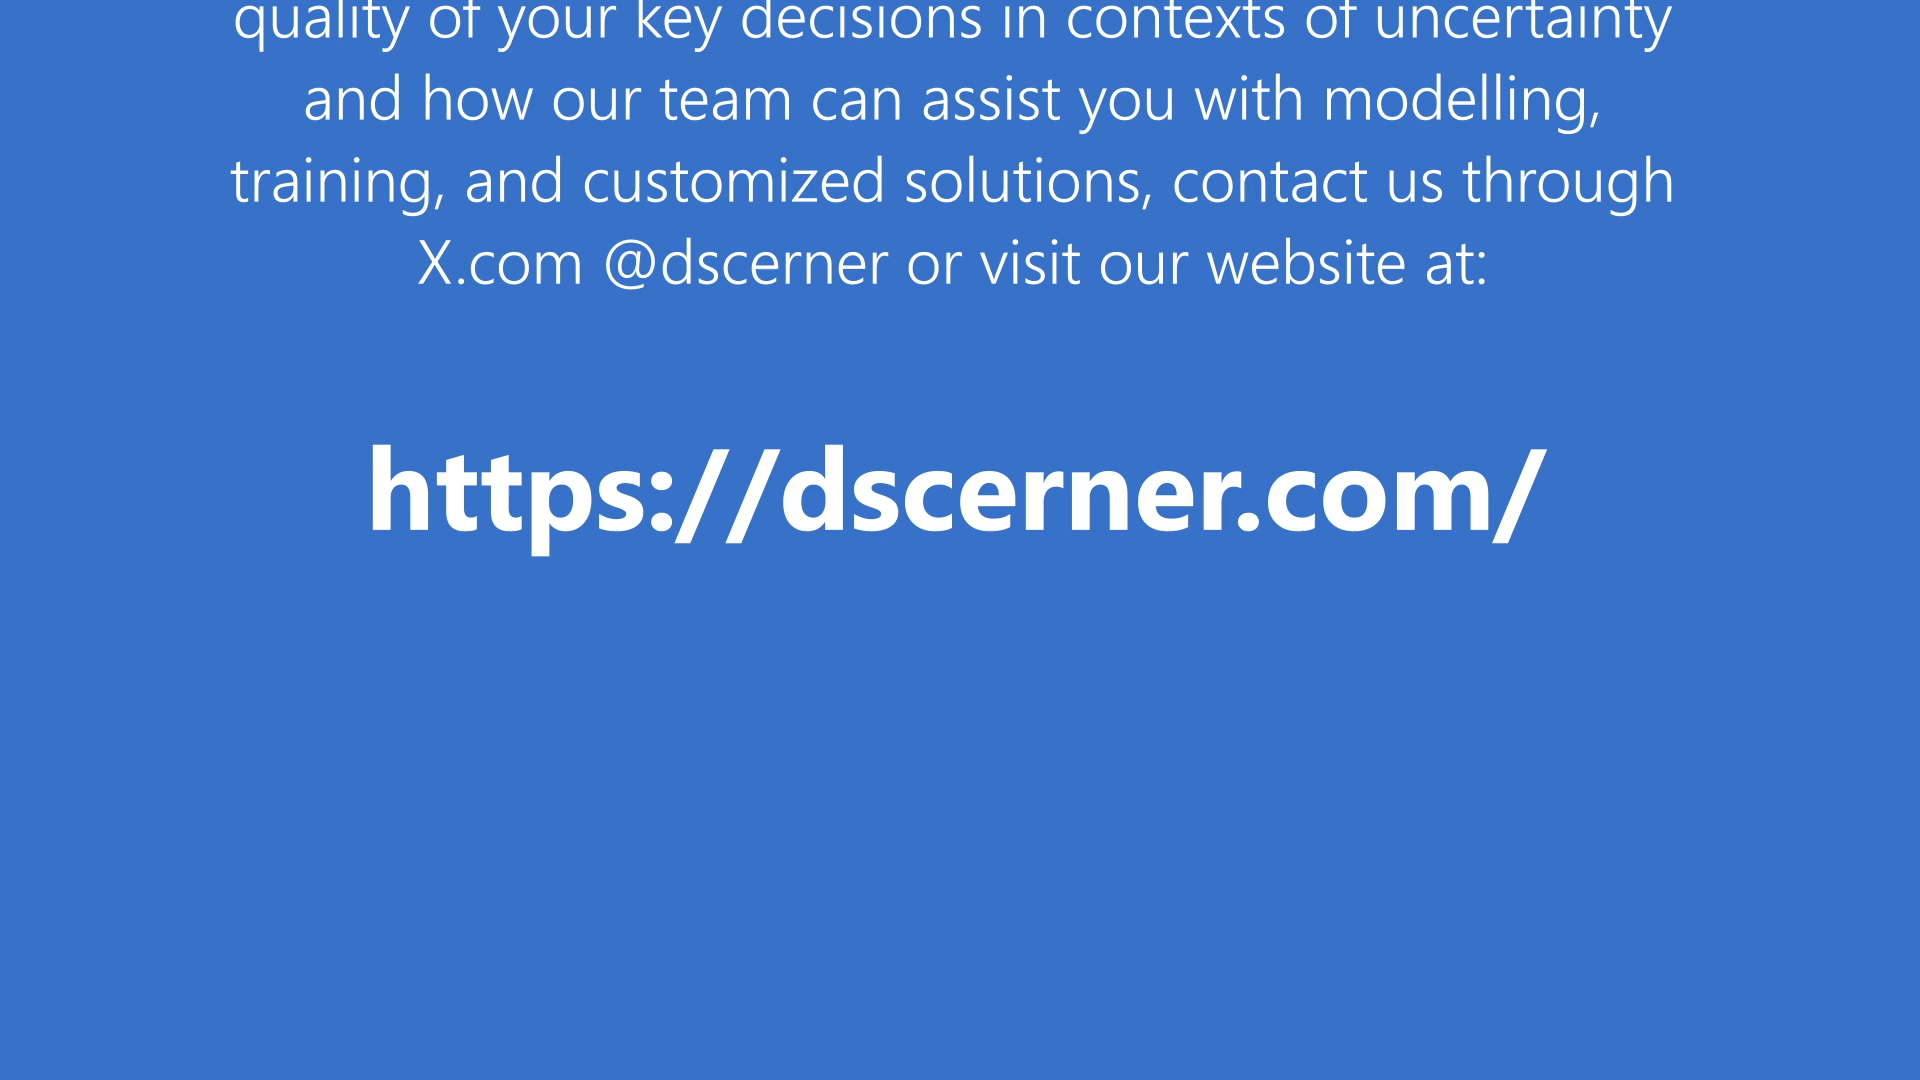 quality of your key decisions in contexts of uncertainty
and how our team can assist you with modelling,
training, and customized solutions, contact us through
X.com @dscerner or visit our website at:
https://dscerner.com/